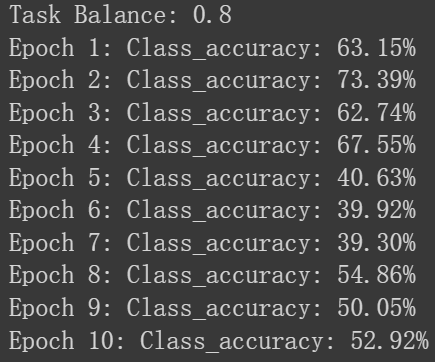 Task Balance: 0.8
Epoch 1: Class_accuracy: 63.15%
Epoch 2: Class_accuracy: 73.39%
Epoch 3: Class_accuracy: 62.74%
Epoch 4: Class_accuracy: 67.55%
Epoch 5: Class_accuracy: 40.63%
Epoch 6: Class_accuracy: 39.92%
Epoch 7: Class_accuracy: 39.30%
Epoch 8: Class_accuracy: 54.86%
Epoch 9: Class_accuracy: 50.05%
Epoch 10: Class_accuracy: 52.92%